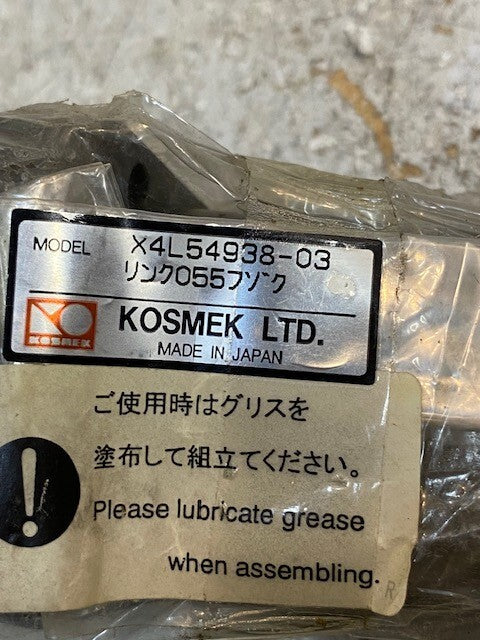 MODEL X4L54938-03
リンク055フゾク
KOSMEK KOSMEK LTD.
MADE IN JAPAN
ご使用時はグリスを
塗布して組立てください。
Please lubricate grease
when assembling.
R